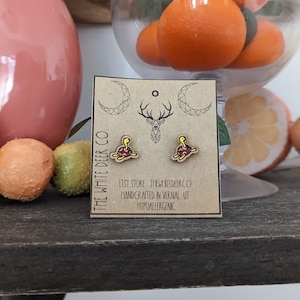 THE WHITE DEER CO.
ETSY STORE: THEWHITEDEERCO
HANDCRAFTED IN VERNAL, UT
HYPOALLERGENIC